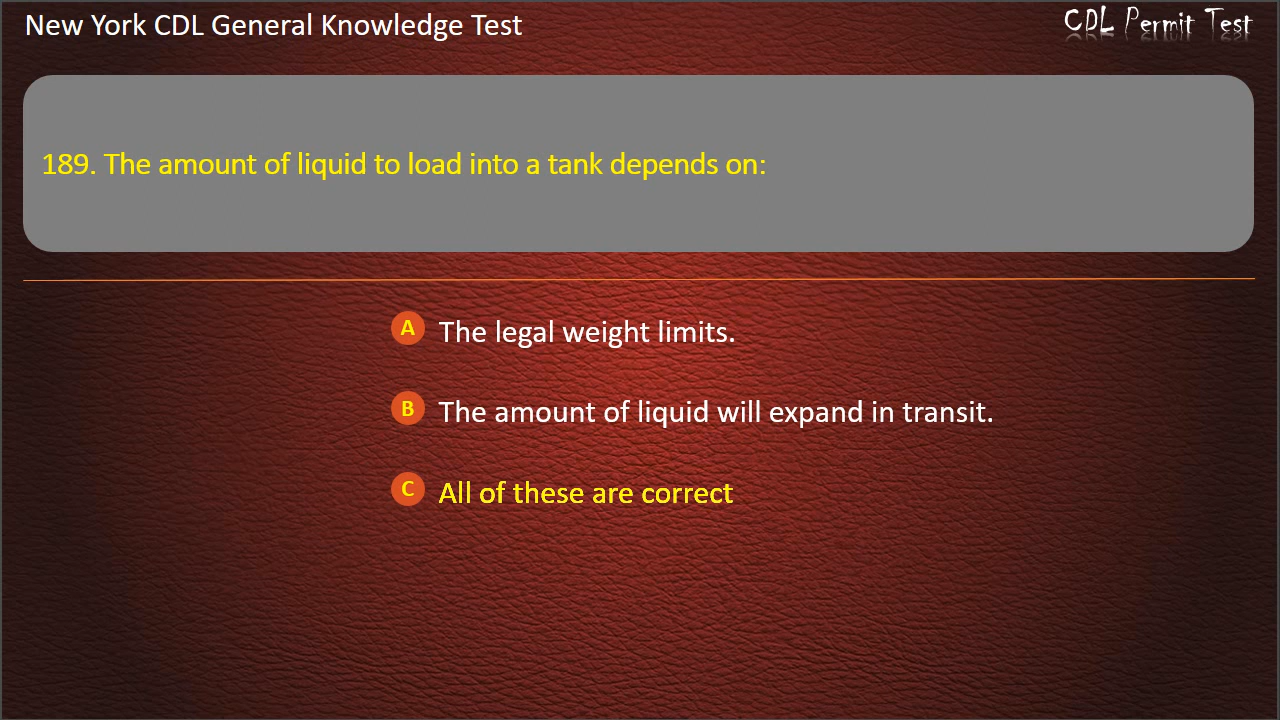 New York CDL General Knowledge Test
CDL Permit Test
189. The amount of liquid to load into a tank depends on:
A The legal weight limits.
B The amount of liquid will expand in transit.
C All of these are correct